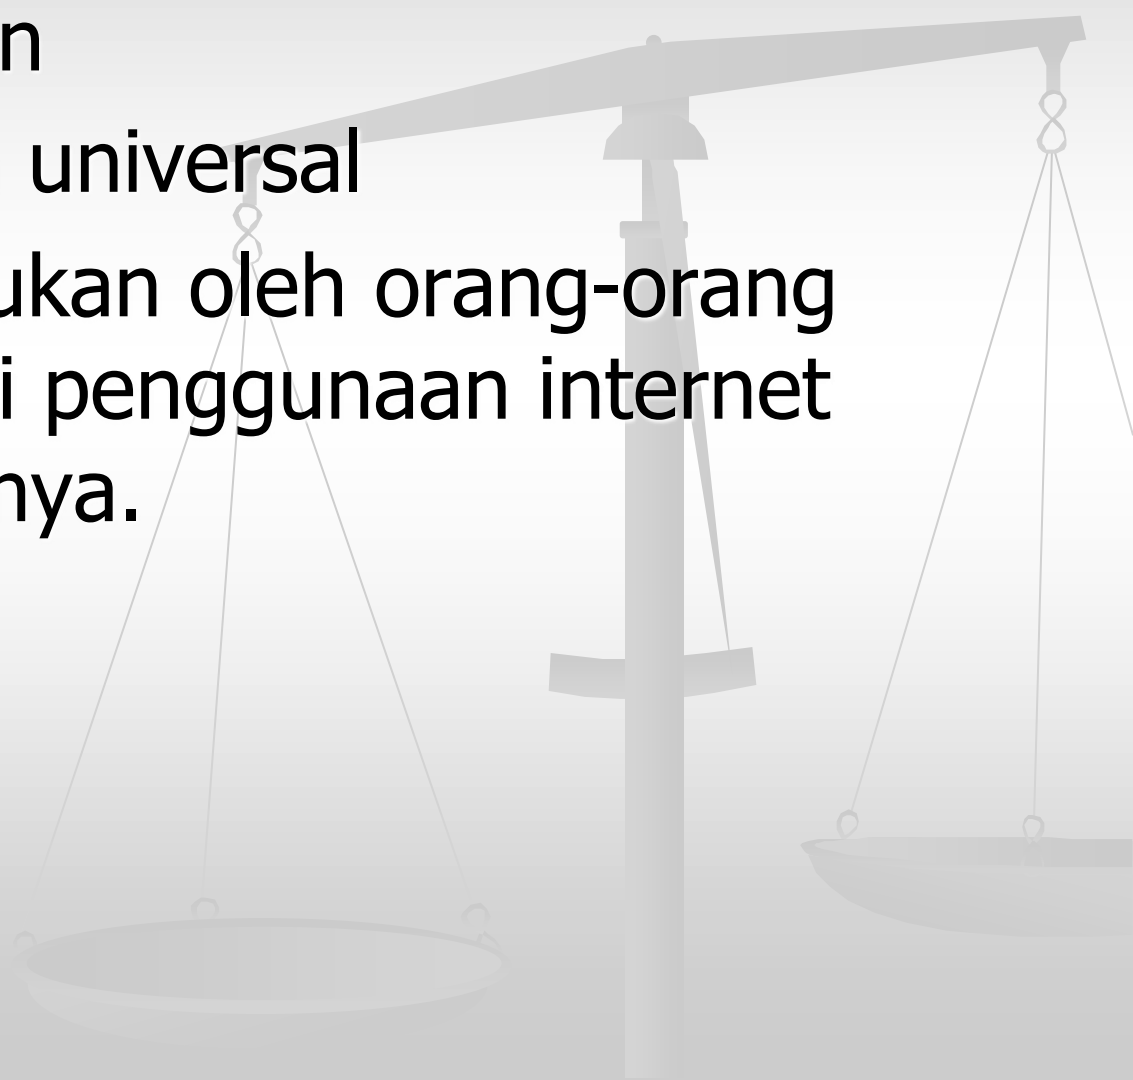 n
universal
ukan oleh orang-orang
i penggunaan internet
nya.